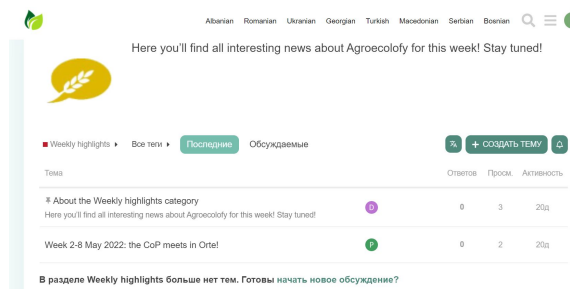 Albanian Romanian Ukranian Georgian Turkish Macedonian Serbian Bosnian
Here you'll find all interesting news about Agroecolofy for this week! Stay tuned!
Weekly highlights Все теги Последние Обсуждаемые + СОЗДАТЬ ТЕМУ
Тема Ответов Просм. Активность
About the Weekly highlights category D 0 3 20д
Here you'll find all interesting news about Agroecolofy for this week! Stay tuned!
Week 2-8 May 2022: the CoP meets in Orte! P 0 2 20д
В разделе Weekly highlights больше нет тем. Готовы начать новое обсуждение?